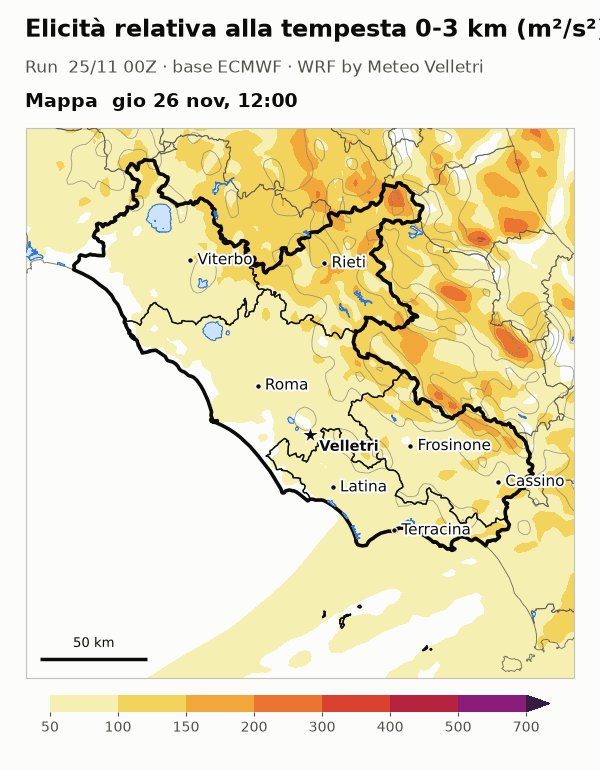 Elicità relativa alla tempesta 0-3 km (m²/s²)
Run 25/11 00Z · base ECMWF · WRF by Meteo Velletri
Mappa gio 26 nov, 12:00
Viterbo
Rieti
Roma
Velletri
Frosinone
Cassino
Latina
Terracina
50 km
50 100 150 200 300 400 500 700